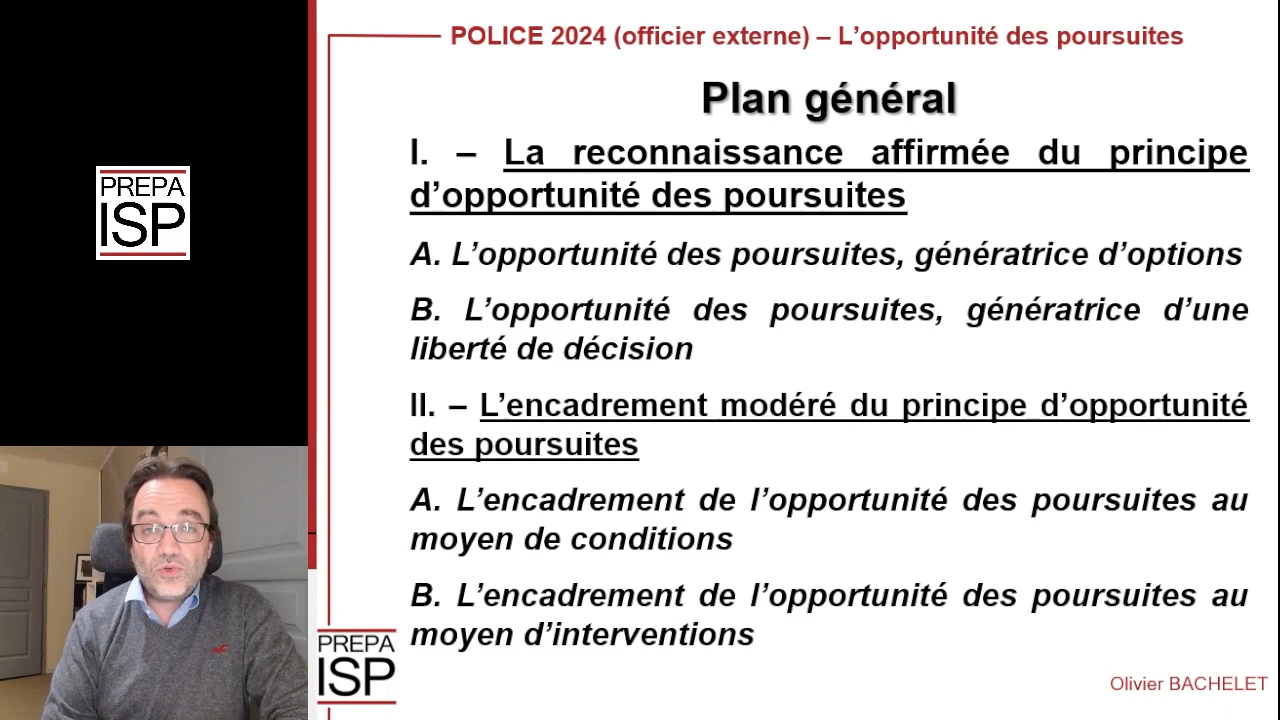 PREPA
ISP
POLICE 2024 (officier externe) – L’opportunité des poursuites
Plan général
I. – La reconnaissance affirmée du principe
d’opportunité des poursuites
A. L’opportunité des poursuites, génératrice d’options
B. L’opportunité des poursuites, génératrice d’une
liberté de décision
II. – L’encadrement modéré du principe d’opportunité
des poursuites
A. L’encadrement de l’opportunité des poursuites au
moyen de conditions
B. L’encadrement de l’opportunité des poursuites au
moyen d’interventions
PREPA
ISP
Olivier BACHELET